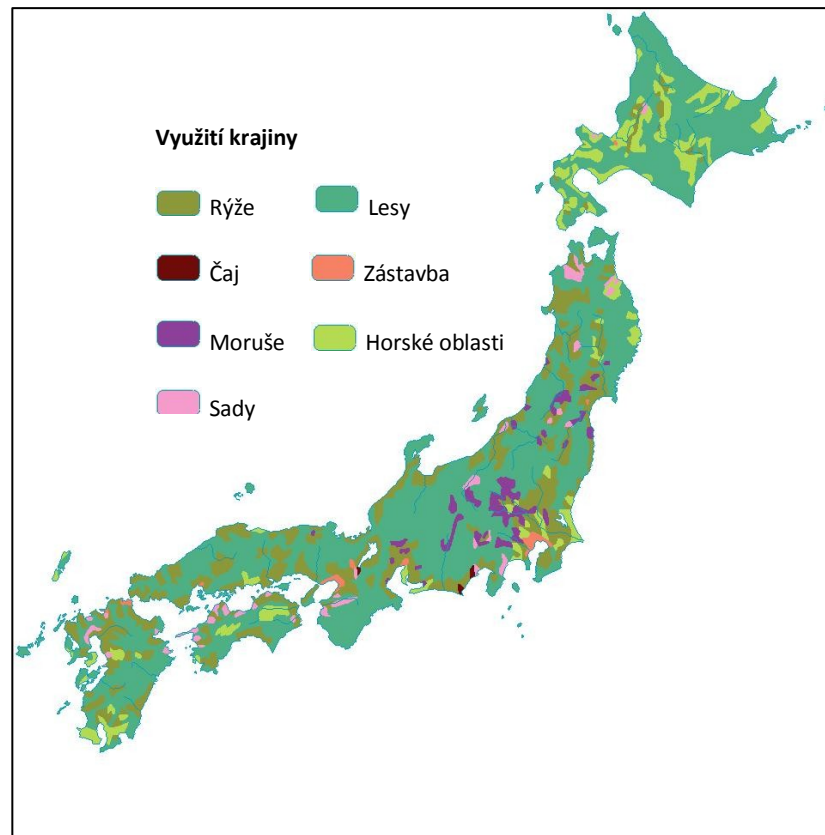 Využití krajiny
Rýže
Lesy
Čaj
Zástavba
Moruše
Horské oblasti
Sady